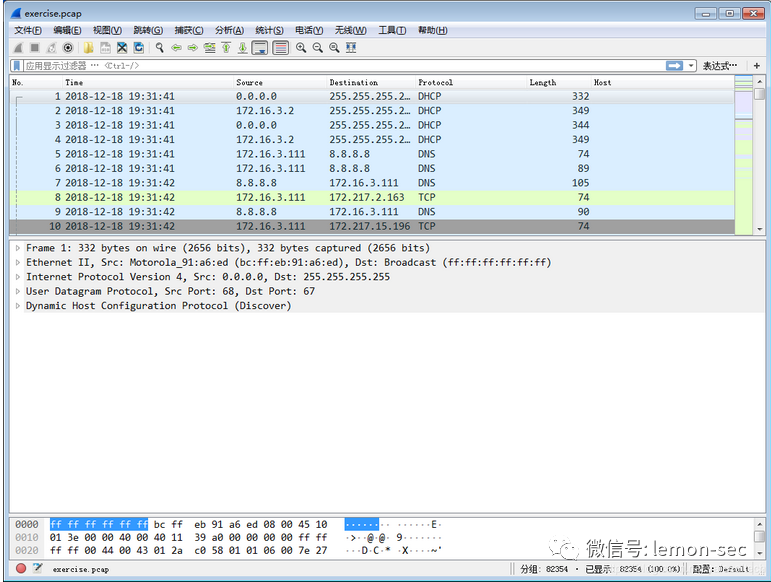 exercise.pcap
文件(F) 编辑(E) 视图(V) 跳转(G) 捕获(C) 分析(A) 统计(S) 电话(Y) 无线(W) 工具(T) 帮助(H)
应用显示过滤器 … <Ctrl-/> 表达式… +
No. Time Source Destination Protocol Length Host
1 2018-12-18 19:31:41 0.0.0.0 255.255.255.2… DHCP 332
2 2018-12-18 19:31:41 172.16.3.2 255.255.255.2… DHCP 349
3 2018-12-18 19:31:41 0.0.0.0 255.255.255.2… DHCP 344
4 2018-12-18 19:31:41 172.16.3.2 255.255.255.2… DHCP 349
5 2018-12-18 19:31:41 172.16.3.111 8.8.8.8 DNS 74
6 2018-12-18 19:31:41 172.16.3.111 8.8.8.8 DNS 89
7 2018-12-18 19:31:42 8.8.8.8 172.16.3.111 DNS 105
8 2018-12-18 19:31:42 172.16.3.111 172.217.2.163 TCP 74
9 2018-12-18 19:31:42 8.8.8.8 172.16.3.111 DNS 90
10 2018-12-18 19:31:42 172.16.3.111 172.217.15.196 TCP 74
Frame 1: 332 bytes on wire (2656 bits), 332 bytes captured (2656 bits)
Ethernet II, Src: Motorola_91:a6:ed (bc:ff:eb:91:a6:ed), Dst: Broadcast (ff:ff:ff:ff:ff:ff)
Internet Protocol Version 4, Src: 0.0.0.0, Dst: 255.255.255.255
User Datagram Protocol, Src Port: 68, Dst Port: 67
Dynamic Host Configuration Protocol (Discover)
0000 ff ff ff ff ff ff bc ff eb 91 a6 ed 08 00 45 10 ······· ······E·
0010 01 3e 00 00 40 00 40 11 39 a0 00 00 00 00 ff ff ·>··@·@· 9·······
0020 ff ff 00 44 00 43 01 2a c0 58 01 01 06 00 7e 27 ···D·C·* ·X····~'
微信号: lemon-sec
exercise.pcap 分组: 82354 · 已显示: 82354 (100.0%) 配置: Default